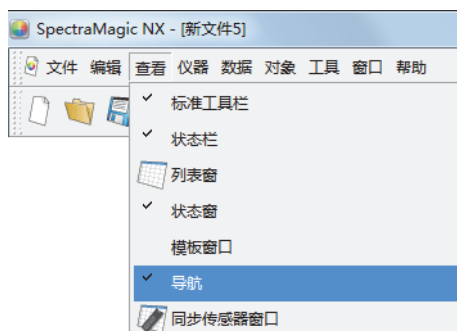 SpectraMagic NX - [新文件5]
文件 编辑 查看 仪器 数据 对象 工具 窗口 帮助
标准工具栏
状态栏
列表窗
状态窗
模板窗口
导航
同步传感器窗口